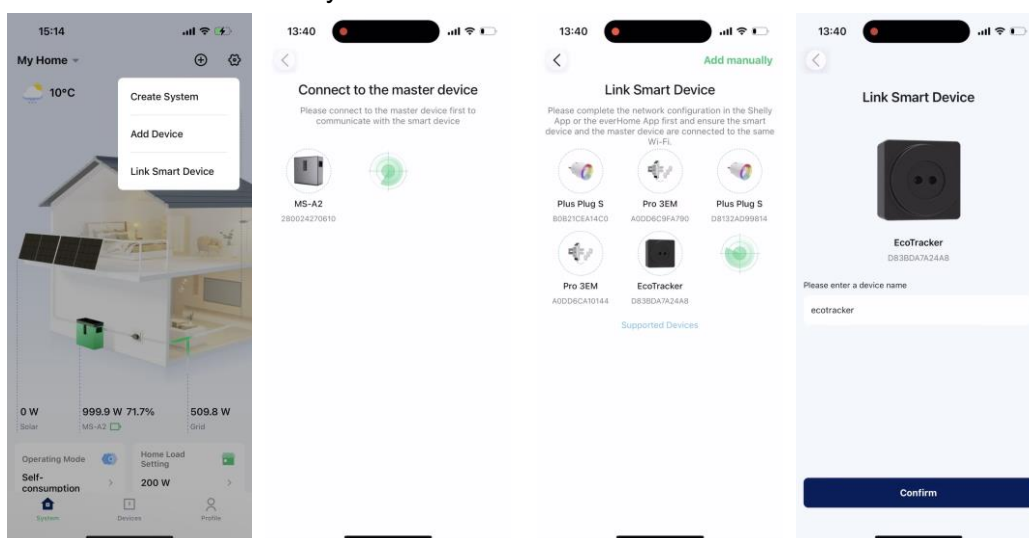 15:14
My Home
10°C
Create System
Add Device
Link Smart Device
0 W
999.9 W 71.7%
509.8 W
Solar
MS-A2
Grid
Operating Mode
Home Load
Setting
Self-
consumption
200 W
System
Devices
Profile
13:40
Connect to the master device
Please connect to the master device first to
communicate with the smart device
MS-A2
280024270610
13:40
Add manually
Link Smart Device
Please complete the network configuration in the Shelly
App or the everHome App first and ensure the smart
device and the master device are connected to the same
Wi-Fi.
Plus Plug S
Pro 3EM
Plus Plug S
B0B21CEA14C0
A0DD6C9FA790
D8132AD99814
Pro 3EM
EcoTracker
A0DD6CA10144
D83BDA7A24A8
Supported Devices
13:40
Link Smart Device
EcoTracker
D83BDA7A24A8
Please enter a device name
ecotracker
Confirm